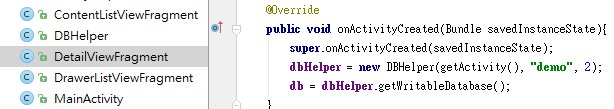 ContentListViewFragment
DBHelper
DetailViewFragment
DrawerListViewFragment
MainActivity
@Override
public void onActivityCreated(Bundle savedInstanceState){
super.onActivityCreated(savedInstanceState);
dbHelper = new DBHelper(getActivity(), "demo", 2);
db = dbHelper.getWritableDatabase();
}